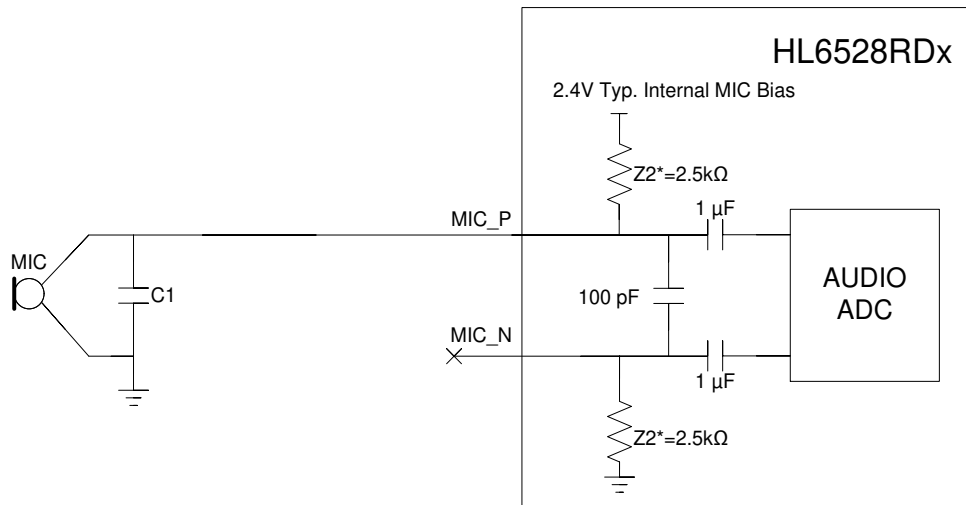 HL6528RDx
2.4V Typ. Internal MIC Bias
Z2*=2.5kΩ
1 µF
MIC_P
MIC
C1
100 pF
AUDIO
ADC
MIC_N
1 µF
Z2*=2.5kΩ